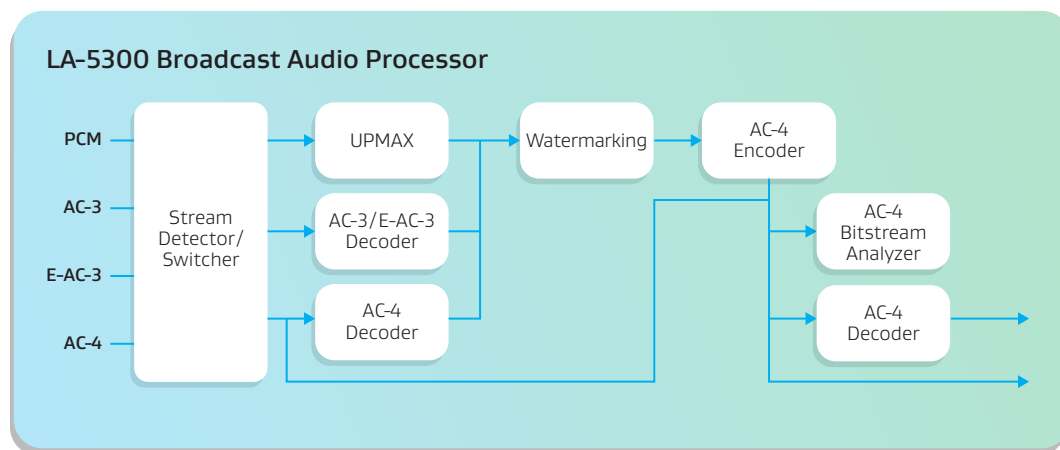 LA-5300 Broadcast Audio Processor
PCM
AC-3
E-AC-3
AC-4
Stream
Detector/
Switcher
UPMAX
AC-3/E-AC-3
Decoder
AC-4
Decoder
Watermarking
AC-4
Encoder
AC-4
Bitstream
Analyzer
AC-4
Decoder